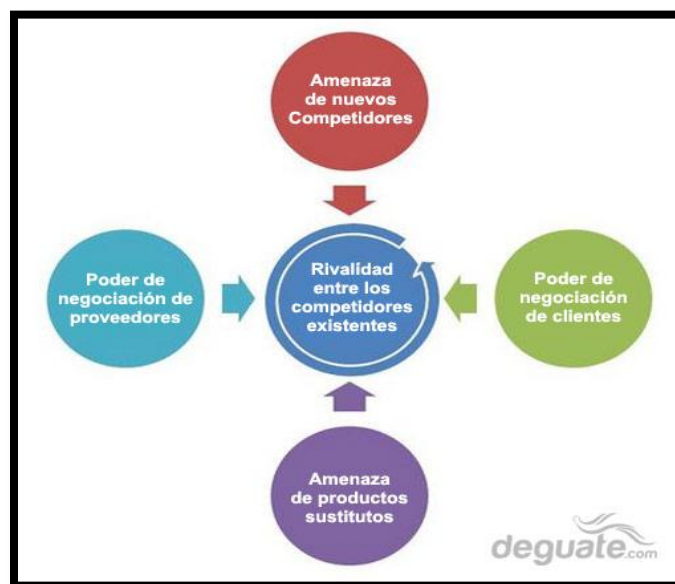 Amenaza
de nuevos
Competidores
Poder de
negociación de
proveedores
Rivalidad
entre los
competidores
existentes
Poder de
negociación
de clientes
Amenaza
de productos
sustitutos
deguate.com